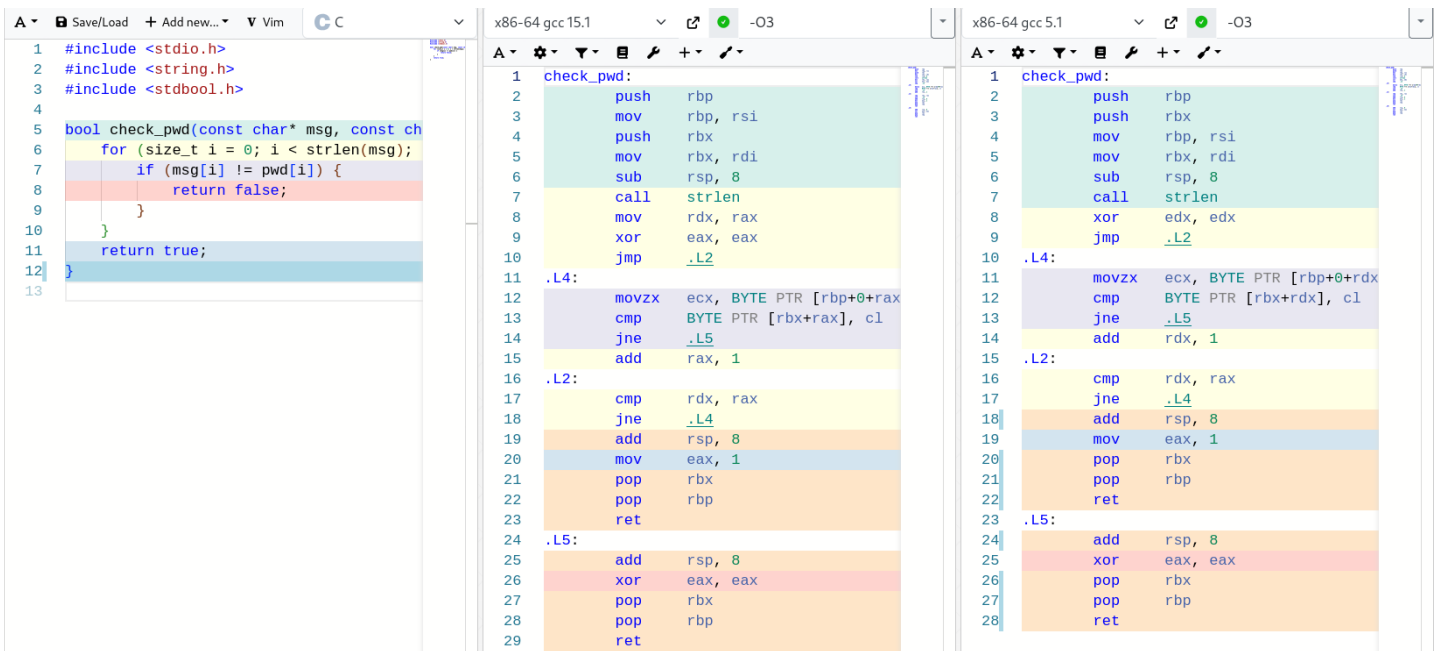 A Save/Load + Add new... V Vim C C
1 #include <stdio.h>
2 #include <string.h>
3 #include <stdbool.h>
4
5 bool check_pwd(const char* msg, const ch
6 for (size_t i = 0; i < strlen(msg);
7 if (msg[i] != pwd[i]) {
8 return false;
9 }
10 }
11 return true;
12 }
13
x86-64 gcc 15.1 -O3
A
1 check_pwd:
2 push rbp
3 mov rbp, rsi
4 push rbx
5 mov rbx, rdi
6 sub rsp, 8
7 call strlen
8 mov rdx, rax
9 xor eax, eax
10 jmp .L2
11 .L4:
12 movzx ecx, BYTE PTR [rbp+0+rax
13 cmp BYTE PTR [rbx+rax], cl
14 jne .L5
15 add rax, 1
16 .L2:
17 cmp rdx, rax
18 jne .L4
19 add rsp, 8
20 mov eax, 1
21 pop rbx
22 pop rbp
23 ret
24 .L5:
25 add rsp, 8
26 xor eax, eax
27 pop rbx
28 pop rbp
29 ret
x86-64 gcc 5.1 -O3
A
1 check_pwd:
2 push rbp
3 push rbx
4 mov rbp, rsi
5 mov rbx, rdi
6 sub rsp, 8
7 call strlen
8 xor edx, edx
9 jmp .L2
10 .L4:
11 movzx ecx, BYTE PTR [rbp+0+rdx
12 cmp BYTE PTR [rbx+rdx], cl
13 jne .L5
14 add rdx, 1
15 .L2:
16 cmp rdx, rax
17 jne .L4
18 add rsp, 8
19 mov eax, 1
20 pop rbx
21 pop rbp
22 ret
23 .L5:
24 add rsp, 8
25 xor eax, eax
26 pop rbx
27 pop rbp
28 ret